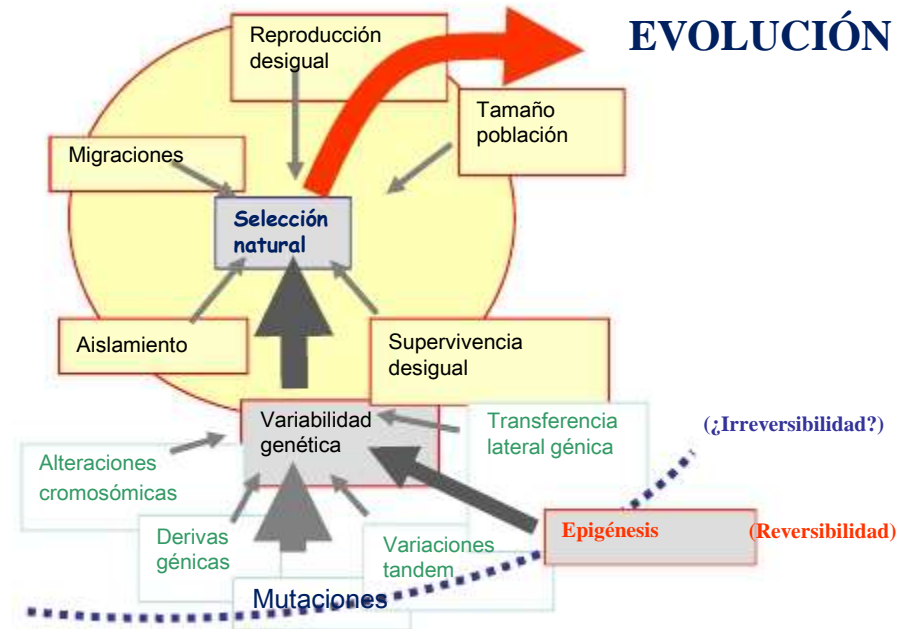 EVOLUCIÓN
Reproducción
desigual
Tamaño
población
Migraciones
Selección
natural
Aislamiento
Supervivencia
desigual
Variabilidad
genética
Transferencia
lateral génica
(¿Irreversibilidad?)
Alteraciones
cromosómicas
Derivas
génicas
Variaciones
tandem
Epigénesis
(Reversibilidad)
Mutaciones